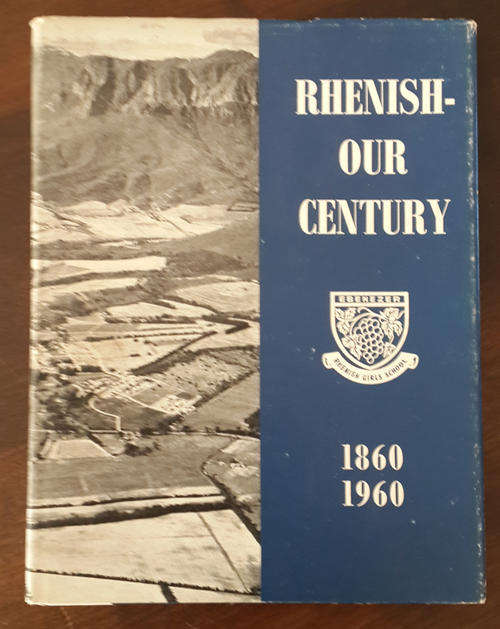 RHENISH-
OUR
CENTURY
EBENEZER
RHENISH GIRLS SCHOOL
1860
1960